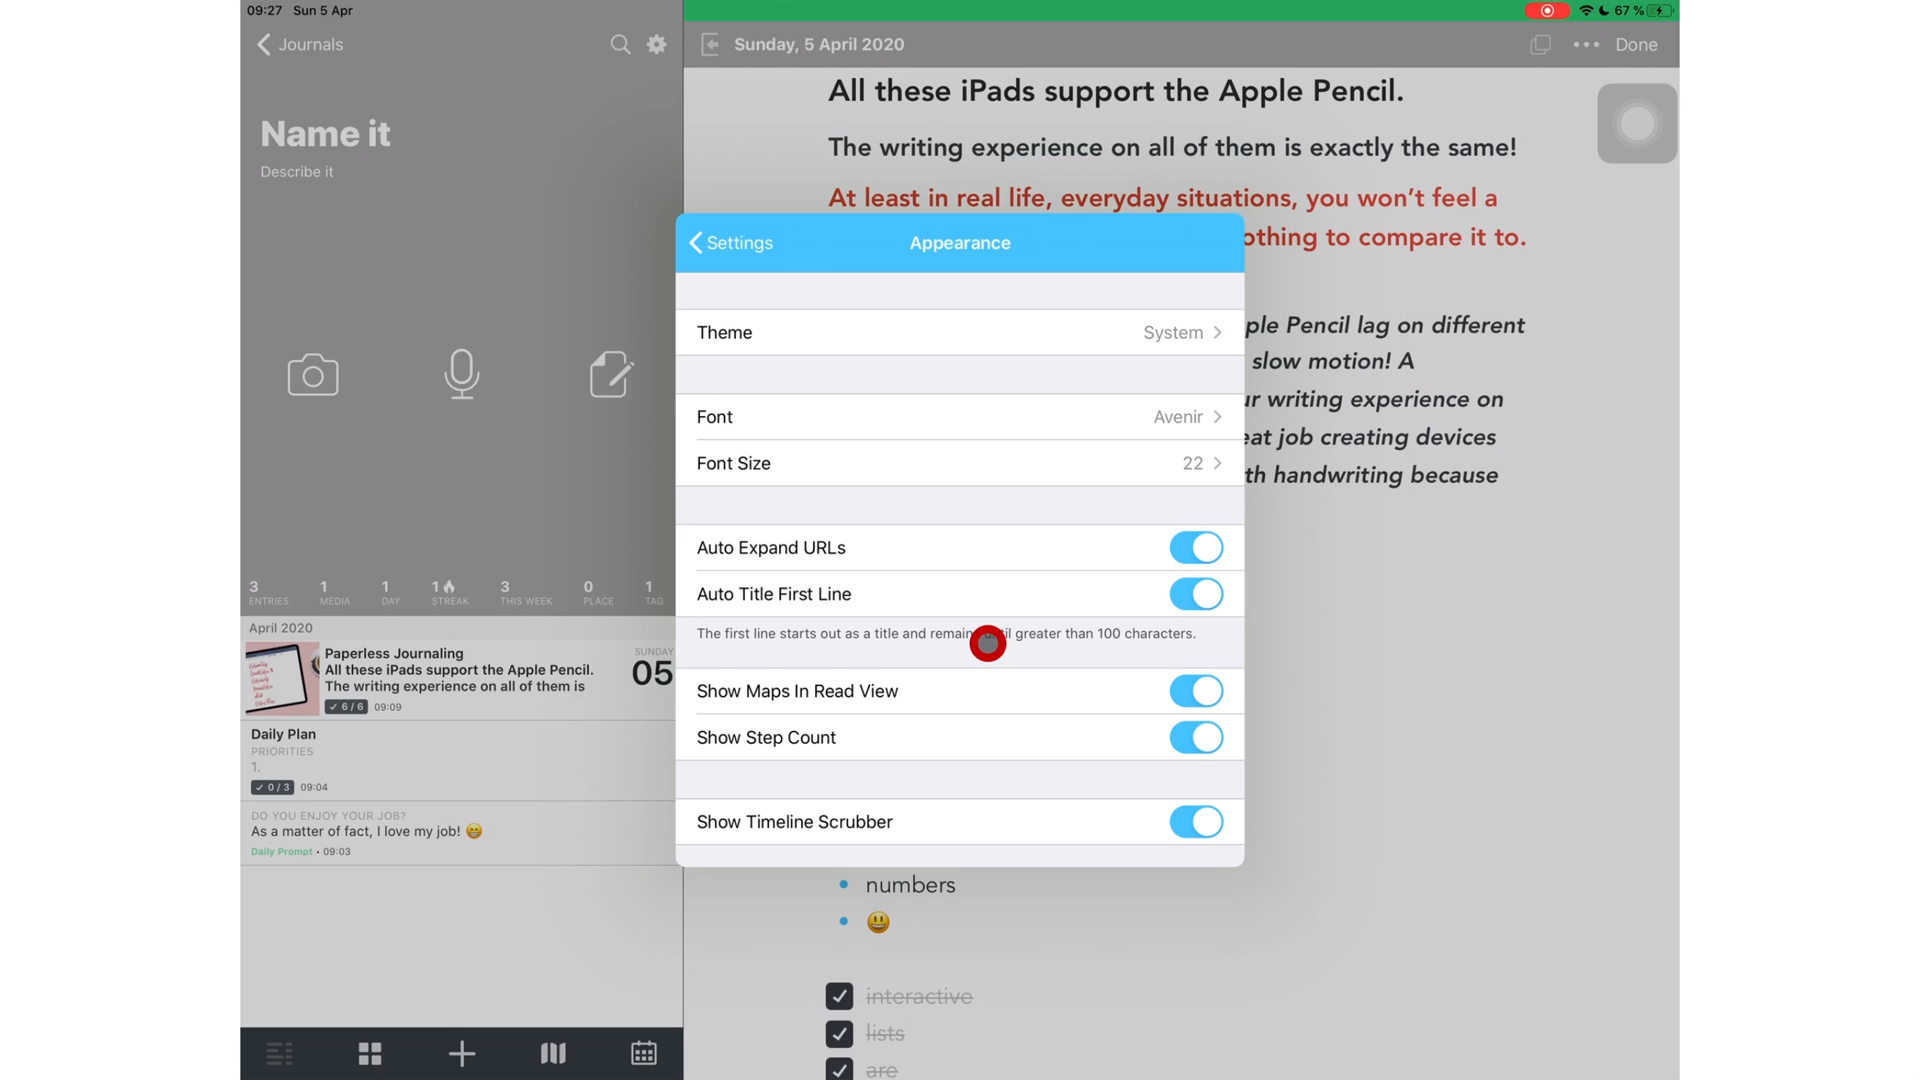 09:27 Sun 5 Apr
67 %
Journals
Name it
Describe it
3 ENTRIES
1 MEDIA
1 DAY
1 STREAK
3 THIS WEEK
0 PLACE
1 TAG
April 2020
Paperless Journaling
All these iPads support the Apple Pencil.
The writing experience on all of them is
6 / 6 09:09
SUNDAY
05
Daily Plan
PRIORITIES
1.
0 / 3 09:04
DO YOU ENJOY YOUR JOB?
As a matter of fact, I love my job! 😁
Daily Prompt • 09:03
Sunday, 5 April 2020
Done
All these iPads support the Apple Pencil.
The writing experience on all of them is exactly the same!
At least in real life, everyday situations, you won’t feel a
othing to compare it to.
ple Pencil lag on different
slow motion! A
ur writing experience on
eat job creating devices
th handwriting because
Settings
Appearance
Theme System
Font Avenir
Font Size 22
Auto Expand URLs
Auto Title First Line
The first line starts out as a title and remain greater than 100 characters.
Show Maps In Read View
Show Step Count
Show Timeline Scrubber
• numbers
• 😃
interactive
lists
are